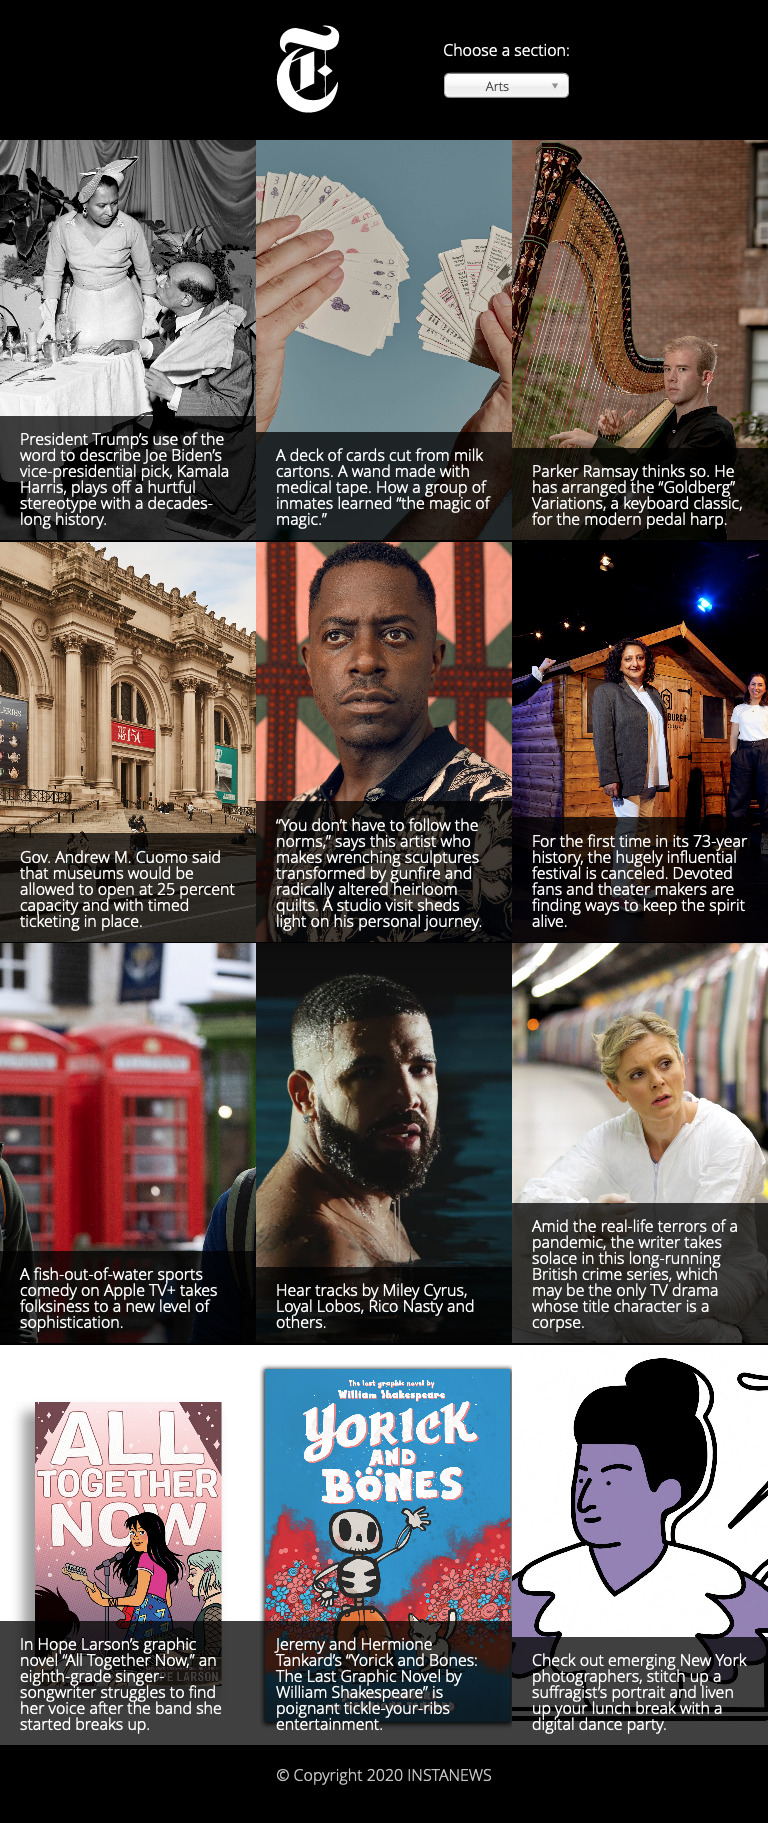 Choose a section:
Arts
President Trump’s use of the
word to describe Joe Biden’s
vice-presidential pick, Kamala
Harris, plays off a hurtful
stereotype with a decades-
long history.
A deck of cards cut from milk
cartons. A wand made with
medical tape. How a group of
inmates learned “the magic of
magic.”
Parker Ramsay thinks so. He
has arranged the “Goldberg”
Variations, a keyboard classic,
for the modern pedal harp.
Gov. Andrew M. Cuomo said
that museums would be
allowed to open at 25 percent
capacity and with timed
ticketing in place.
“You don’t have to follow the
norms,” says this artist who
makes wrenching sculptures
transformed by gunfire and
radically altered heirloom
quilts. A studio visit sheds
light on his personal journey.
For the first time in its 73-year
history, the hugely influential
festival is canceled. Devoted
fans and theater makers are
finding ways to keep the spirit
alive.
A fish-out-of-water sports
comedy on Apple TV+ takes
folksiness to a new level of
sophistication.
Hear tracks by Miley Cyrus,
Loyal Lobos, Rico Nasty and
others.
Amid the real-life terrors of a
pandemic, the writer takes
solace in this long-running
British crime series, which
may be the only TV drama
whose title character is a
corpse.
ALL
TOGETHER
NOW
LARSON
In Hope Larson’s graphic
novel “All Together Now,” an
eighth-grade singer-
songwriter struggles to find
her voice after the band she
started breaks up.
The last graphic novel by
William Shakespeare
YORICK
AND
BONES
Jeremy and Hermione
Tankard’s “Yorick and Bones:
The Last Graphic Novel by
William Shakespeare” is
poignant tickle-your-ribs
entertainment.
Check out emerging New York
photographers, stitch up a
suffragist’s portrait and liven
up your lunch break with a
digital dance party.
© Copyright 2020 INSTANEWS